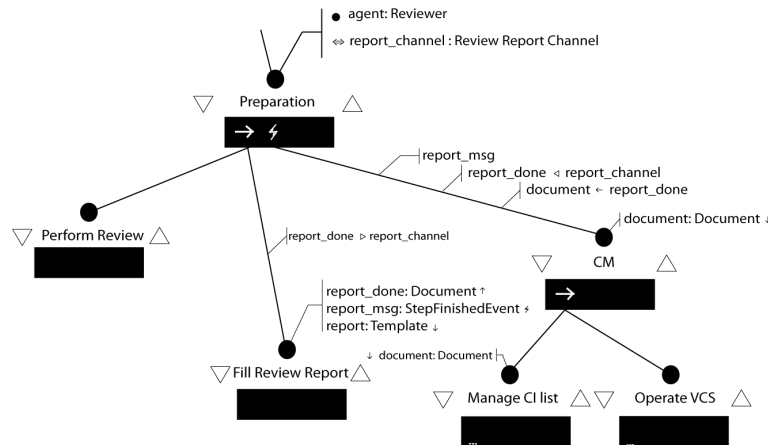 agent: Reviewer
⇔ report_channel : Review Report Channel
Preparation
report_msg
report_done ◃ report_channel
document ← report_done
document: Document ↓
Perform Review
report_done ▹ report_channel
CM
report_done: Document ↑
report_msg: StepFinishedEvent ⚡
report: Template ↓
↓ document: Document
Fill Review Report
Manage CI list
Operate VCS